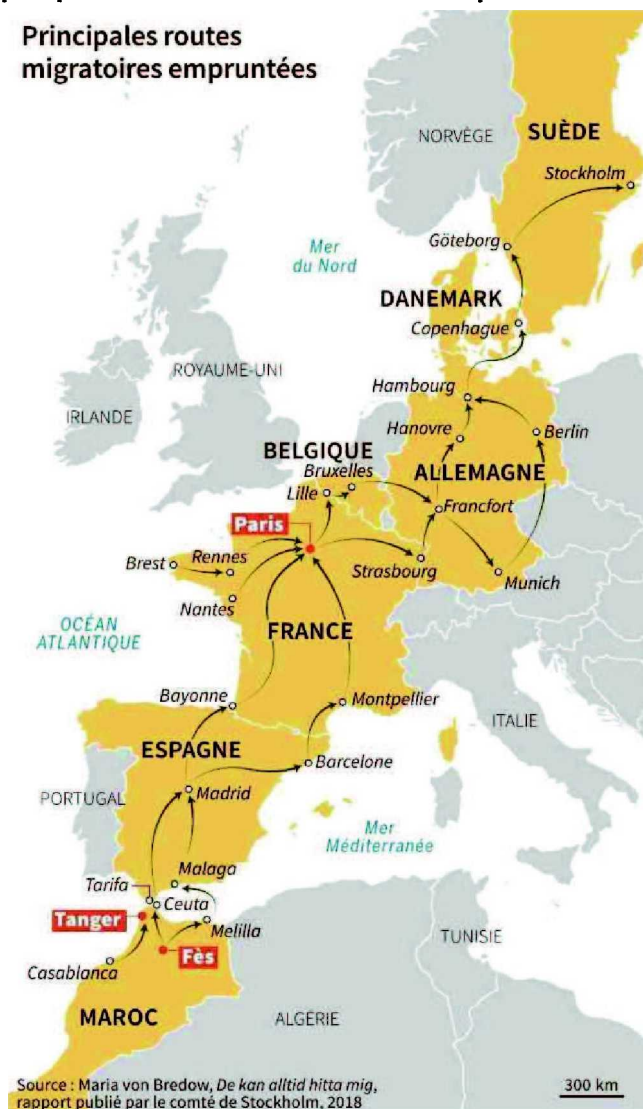 Principales routes
migratoires empruntées
NORVÈGE
SUÈDE
Stockholm
Mer
du Nord
Göteborg
DANEMARK
Copenhague
ROYAUME-UNI
IRLANDE
Hambourg
Hanovre
Berlin
BELGIQUE
Bruxelles
ALLEMAGNE
Lille
Francfort
Paris
Brest
Rennes
Strasbourg
Munich
Nantes
OCÉAN
ATLANTIQUE
FRANCE
Bayonne
Montpellier
ITALIE
ESPAGNE
Barcelone
Madrid
PORTUGAL
Mer
Méditerranée
Malaga
Tarifa
Ceuta
Tanger
Melilla
TUNISIE
Casablanca
Fès
MAROC
ALGÉRIE
Source : Maria von Bredow, De kan alltid hitta mig,
rapport publié par le comté de Stockholm, 2018
300 km